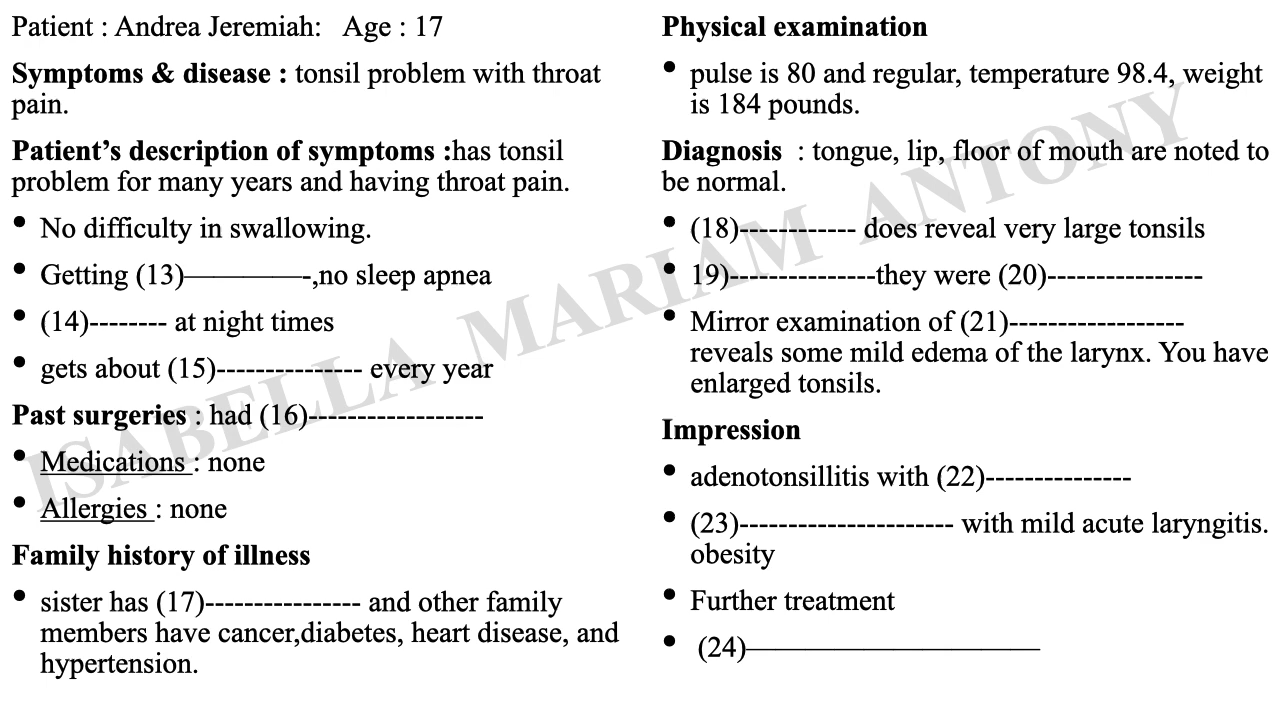 Patient : Andrea Jeremiah:   Age : 17
Symptoms & disease : tonsil problem with throat
pain.
Patient’s description of symptoms :has tonsil
problem for many years and having throat pain.
• No difficulty in swallowing.
• Getting (13)————–-,no sleep apnea
• (14)-------- at night times
• gets about (15)--------------- every year
Past surgeries : had (16)------------------
• Medications : none
• Allergies : none
Family history of illness
• sister has (17)---------------- and other family
members have cancer,diabetes, heart disease, and
hypertension.
Physical examination
• pulse is 80 and regular, temperature 98.4, weight
is 184 pounds.
Diagnosis  : tongue, lip, floor of mouth are noted to
be normal.
• (18)------------ does reveal very large tonsils
• 19)---------------they were (20)----------------
• Mirror examination of (21)------------------
reveals some mild edema of the larynx. You have
enlarged tonsils.
Impression
• adenotonsillitis with (22)---------------
• (23)---------------------- with mild acute laryngitis.
obesity
• Further treatment
• (24)——————————
ISABELLA MARIAM ANTONY